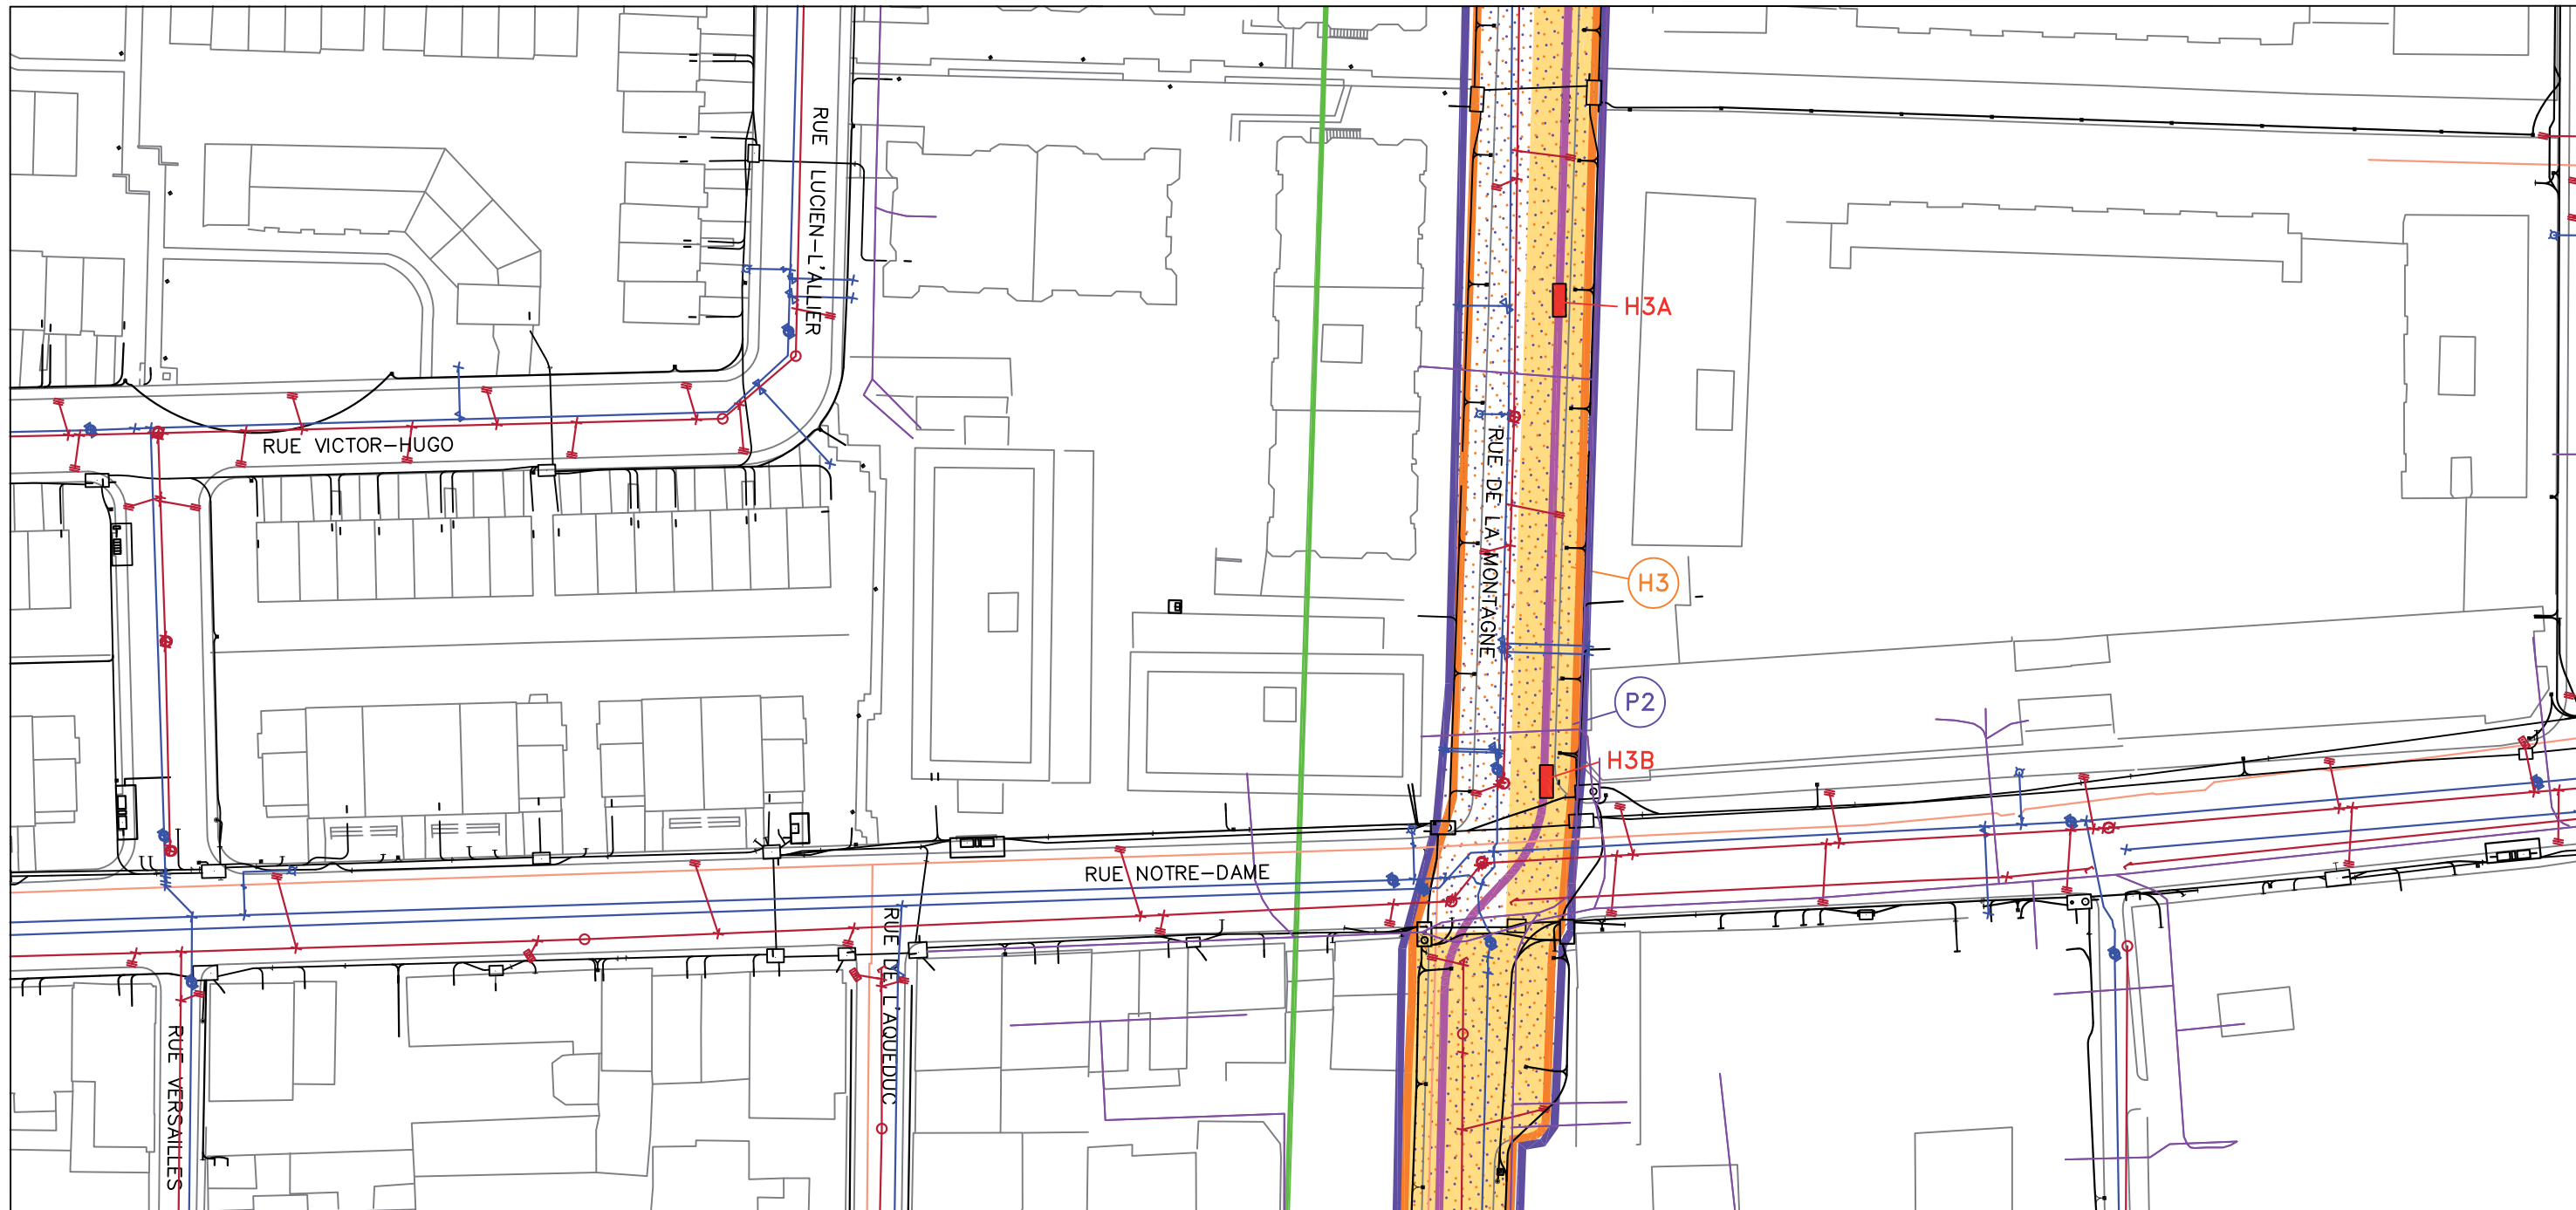 RUE LUCIEN-L'ALLIER
H3A
RUE VICTOR-HUGO
RUE DE LA MONTAGNE
H3
P2
H3B
RUE NOTRE-DAME
RUE DE L'AQUEDUC
RUE VERSAILLES